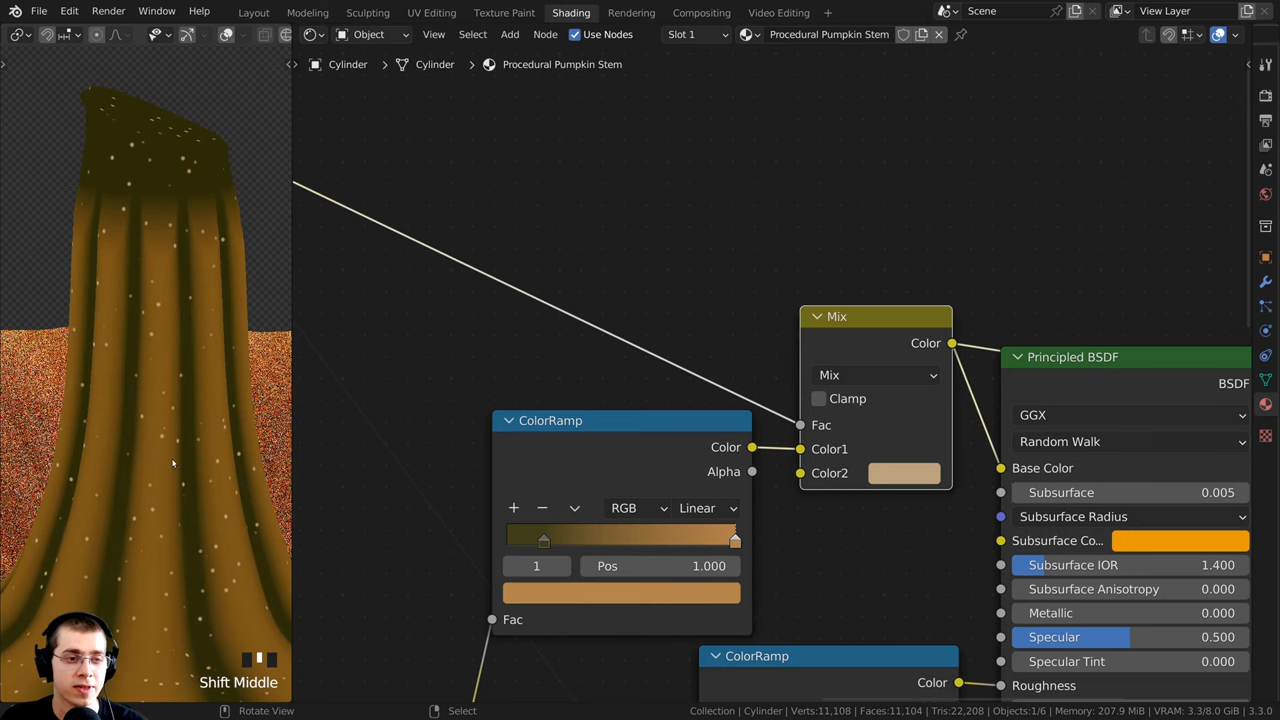 File Edit Render Window Help Layout Modeling Sculpting UV Editing Texture Paint Shading Rendering Compositing Video Editing + Scene View Layer
Object View Select Add Node Use Nodes Slot 1 Procedural Pumpkin Stem
Cylinder > Cylinder > Procedural Pumpkin Stem
Mix
Color
Mix
Clamp
Fac
Color1
Color2
Principled BSDF
BSDF
GGX
Random Walk
Base Color
Subsurface 0.005
Subsurface Radius
Subsurface Co...
Subsurface IOR 1.400
Subsurface Anisotropy 0.000
Metallic 0.000
Specular 0.500
Specular Tint 0.000
Roughness
ColorRamp
Color
Alpha
RGB Linear
1 Pos 1.000
Fac
ColorRamp
Color
Shift Middle
Rotate View Select Collection | Cylinder | Verts:11,108 | Faces:11,104 | Tris:22,208 | Objects:1/6 | Memory: 207.9 MiB | VRAM: 3.3/8.0 GiB | 3.3.0